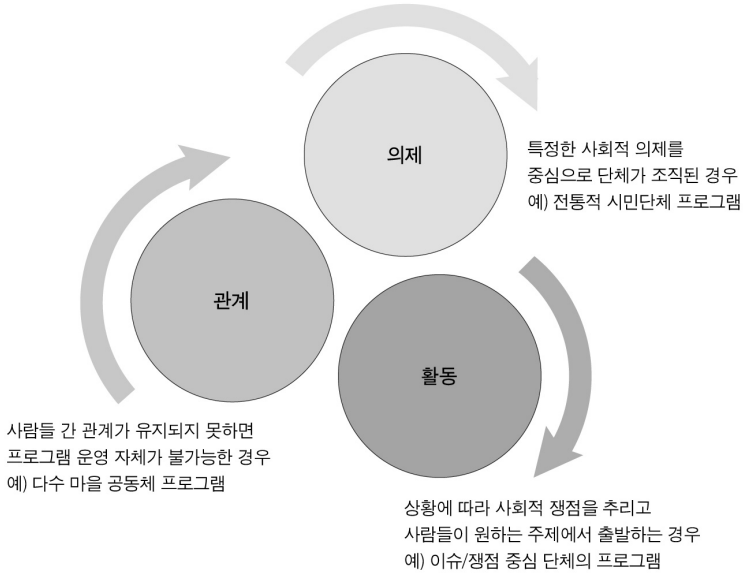 의제
특정한 사회적 의제를
중심으로 단체가 조직된 경우
예) 전통적 시민단체 프로그램
관계
활동
사람들 간 관계가 유지되지 못하면
프로그램 운영 자체가 불가능한 경우
예) 다수 마을 공동체 프로그램
상황에 따라 사회적 쟁점을 추리고
사람들이 원하는 주제에서 출발하는 경우
예) 이슈/쟁점 중심 단체의 프로그램